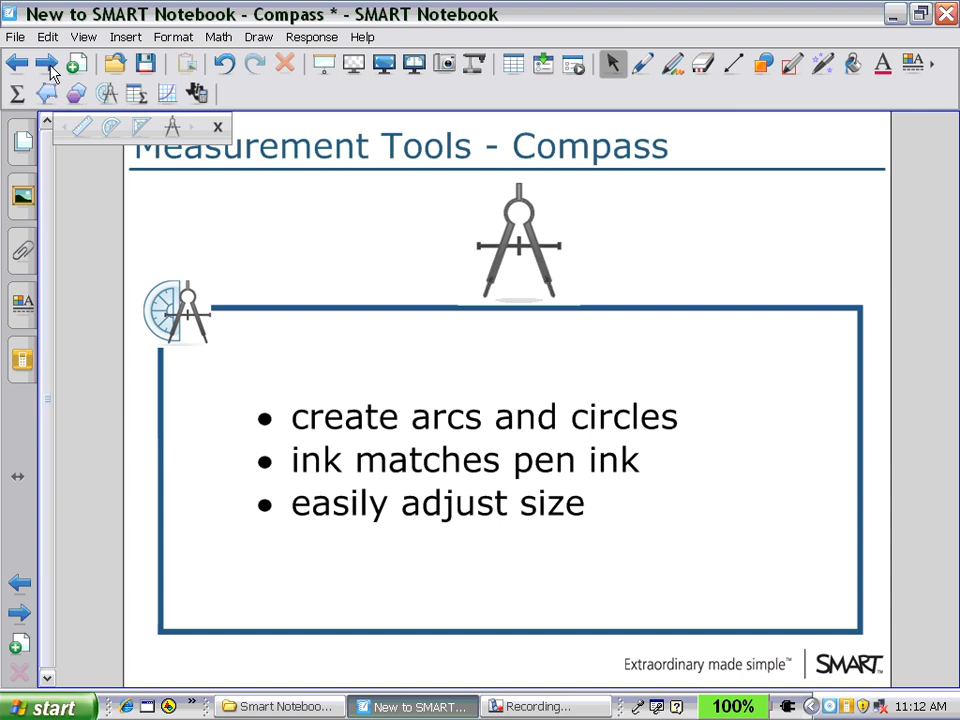 New to SMART Notebook - Compass * - SMART Notebook
File Edit View Insert Format Math Draw Response Help
Measurement Tools - Compass
• create arcs and circles
• ink matches pen ink
• easily adjust size
Extraordinary made simple™ SMART
start Smart Noteboo... New to SMART... Recording... 100% 11:12 AM